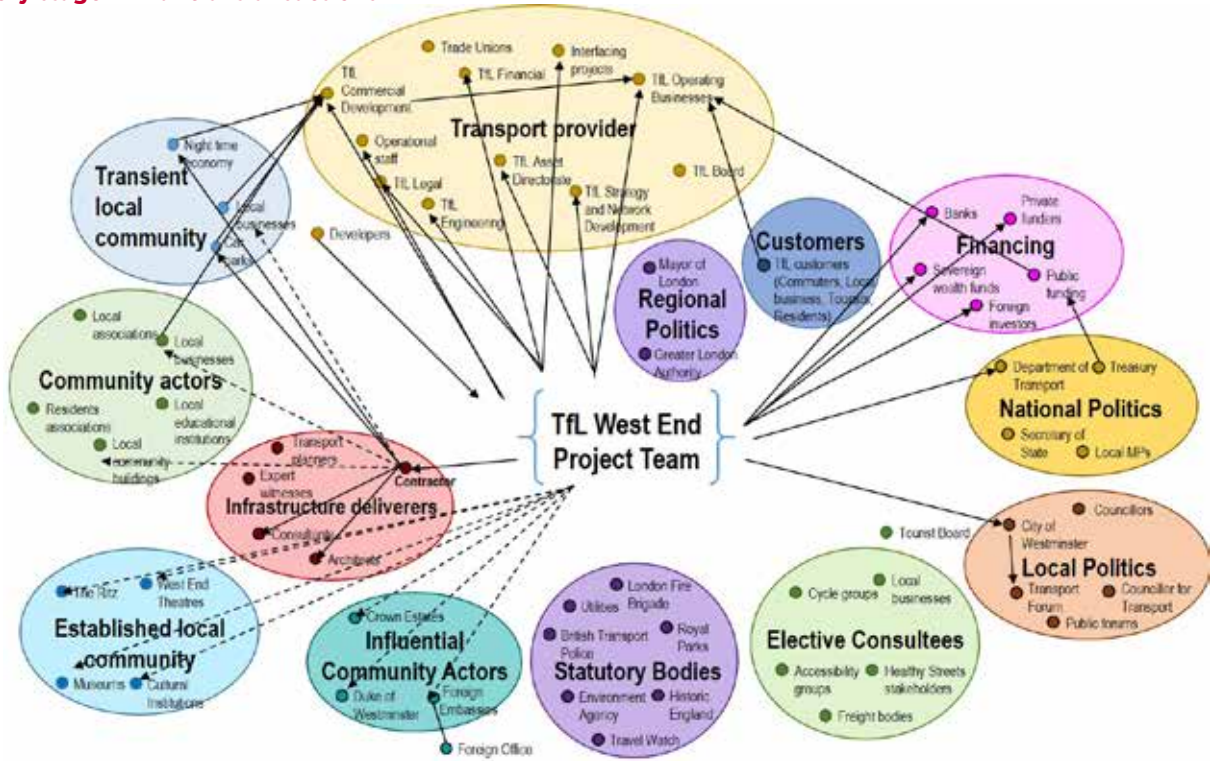 Trade Unions
Interfacing
projects
TfL
Commercial
Development
TfL Financial
TfL Operating
Businesses
Transport provider
Operational
staff
TfL Asset
Directorate
TfL Board
TfL Legal
TfL
Engineering
TfL Strategy
and Network
Development
Developers
Night time
economy
Transient
local
community
Local
businesses
Car
parks
Customers
TfL customers
(Commuters, Local
business, Tourists,
Residents)
Banks
Private
funders
Financing
Sovereign
wealth funds
Public
funding
Foreign
investors
Mayor of
London
Regional
Politics
Greater London
Authority
Local
associations
Local
businesses
Community actors
Residents
associations
Local
educational
institutions
Local
community
buildings
Department of
Transport
Treasury
National Politics
Secretary of
State
Local MPs
TfL West End
Project Team
Transport
planners
Contractor
Expert
witnesses
Infrastructure deliverers
Consultants
Architects
Councillors
City of
Westminster
Local Politics
Transport
Forum
Councillor for
Transport
Public forums
Tourist Board
The Ritz
West End
Theatres
Established local
community
Museums
Cultural
Institutions
Crown Estates
Influential
Community Actors
Duke of
Westminster
Foreign
Embassies
Foreign Office
London Fire
Brigade
Utilities
British Transport
Police
Royal
Parks
Statutory Bodies
Environment
Agency
Historic
England
Travel Watch
Cycle groups
Local
businesses
Elective Consultees
Accessibility
groups
Healthy Streets
stakeholders
Freight bodies